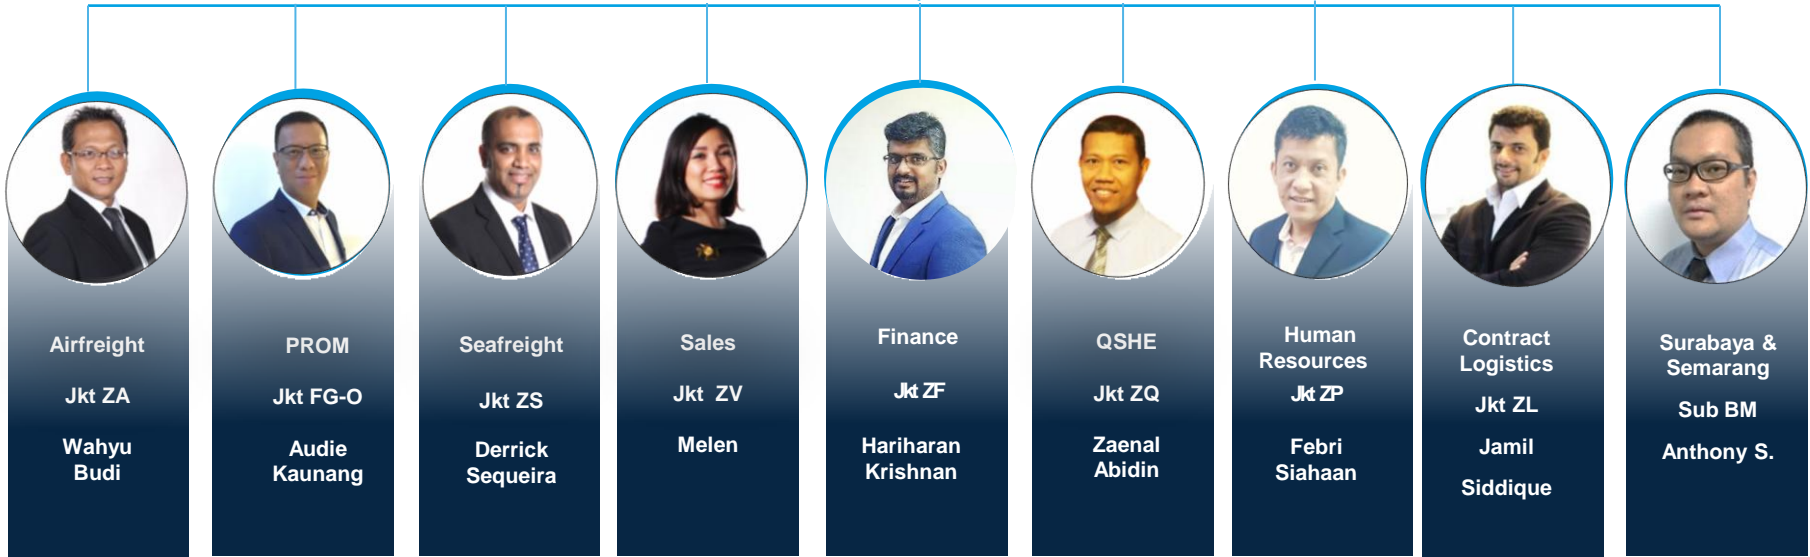 Airfreight
Jkt ZA
Wahyu
Budi
PROM
Jkt FG-O
Audie
Kaunang
Seafreight
Jkt ZS
Derrick
Sequeira
Sales
Jkt ZV
Melen
Finance
Jkt ZF
Hariharan
Krishnan
QSHE
Jkt ZQ
Zaenal
Abidin
Human
Resources
Jkt ZP
Febri
Siahaan
Contract
Logistics
Jkt ZL
Jamil
Siddique
Surabaya &
Semarang
Sub BM
Anthony S.